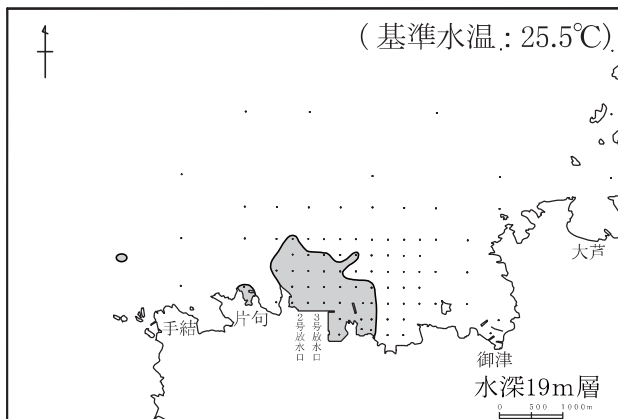 (基準水温:25.5℃)
大芦
手結
片句
2号放水口
3号放水口
御津
水深19m層
0 500 1000m